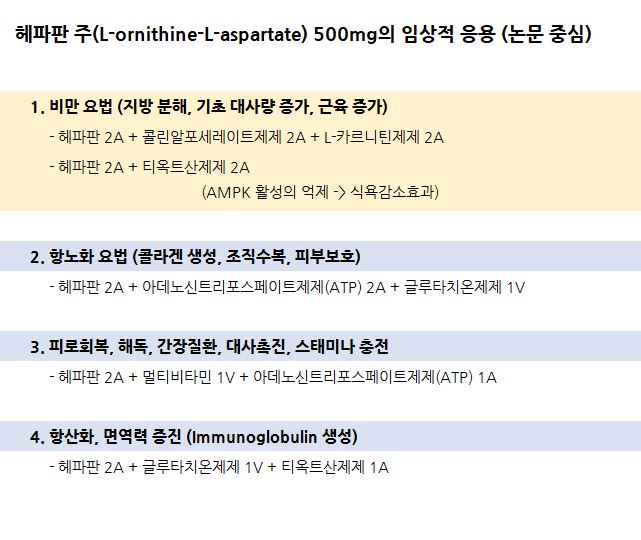 헤파판 주(L-ornithine-L-aspartate) 500mg의 임상적 응용 (논문 중심)
1. 비만 요법 (지방 분해, 기초 대사량 증가, 근육 증가)
- 헤파판 2A + 콜린알포세레이트제제 2A + L-카르니틴제제 2A
- 헤파판 2A + 티옥트산제제 2A
(AMPK 활성의 억제 -> 식욕감소효과)
2. 항노화 요법 (콜라겐 생성, 조직수복, 피부보호)
- 헤파판 2A + 아데노신트리포스페이트제제(ATP) 2A + 글루타치온제제 1V
3. 피로회복, 해독, 간장질환, 대사촉진, 스태미나 충전
- 헤파판 2A + 멀티비타민 1V + 아데노신트리포스페이트제제(ATP) 1A
4. 항산화, 면역력 증진 (Immunoglobulin 생성)
- 헤파판 2A + 글루타치온제제 1V + 티옥트산제제 1A